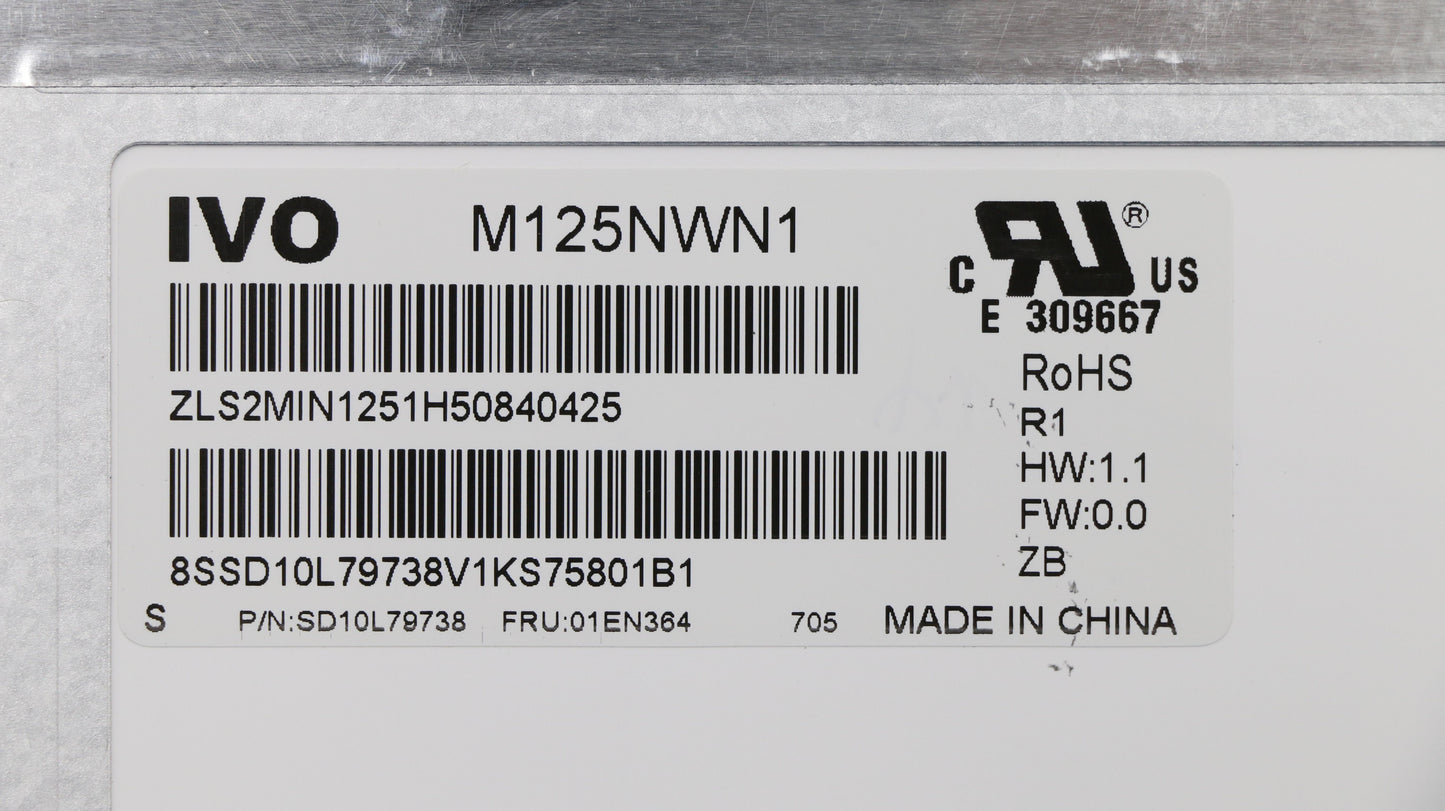 IVO M125NWN1
ZLS2MIN1251H50840425
8SSD10L79738V1KS75801B1
S P/N:SD10L79738 FRU:01EN364 705 MADE IN CHINA
RU ®
C US
E 309667
RoHS
R1
HW:1.1
FW:0.0
ZB